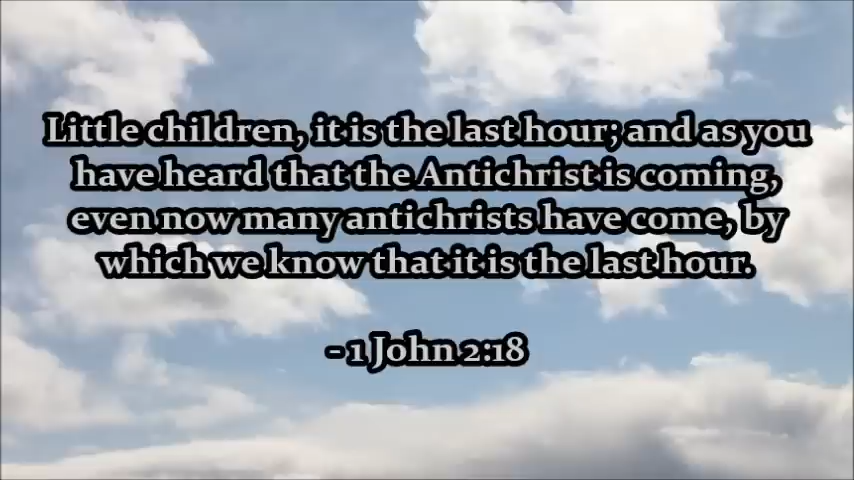 Little children, it is the last hour; and as you
have heard that the Antichrist is coming,
even now many antichrists have come, by
which we know that it is the last hour.
- 1 John 2:18